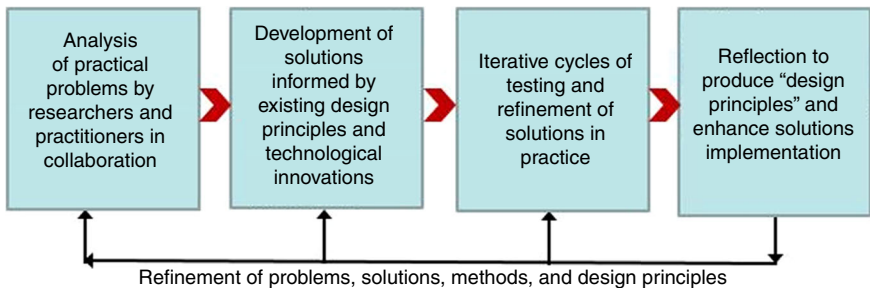 Analysis
of practical
problems by
researchers and
practitioners in
collaboration
Development of
solutions
informed by
existing design
principles and
technological
innovations
Iterative cycles of
testing and
refinement of
solutions in
practice
Reflection to
produce “design
principles” and
enhance solutions
implementation
Refinement of problems, solutions, methods, and design principles